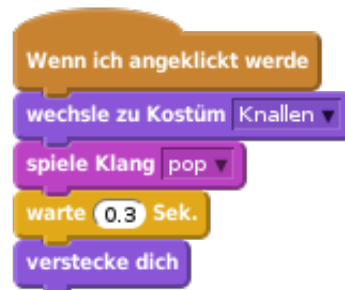 Wenn ich angeklickt werde
wechsle zu Kostüm Knallen
spiele Klang pop
warte 0.3 Sek.
verstecke dich